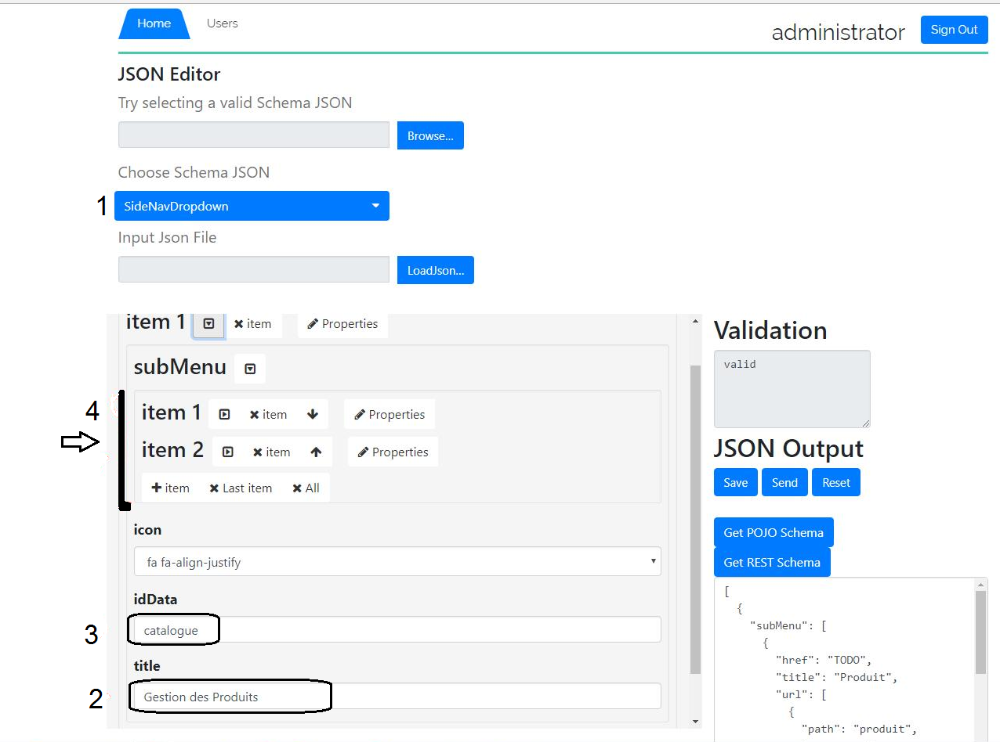 Home Users
administrator Sign Out
JSON Editor
Try selecting a valid Schema JSON
Browse...
Choose Schema JSON
1 SideNavDropdown
Input Json File
LoadJson...
item 1 item Properties
subMenu
4
item 1 item Properties
item 2 item Properties
item Last item All
icon
fa fa-align-justify
idData
3 catalogue
title
2 Gestion des Produits
Validation
valid
JSON Output
Save Send Reset
Get POJO Schema
Get REST Schema
[
{
"subMenu": [
{
"href": "TODO",
"title": "Produit",
"url": [
{
"path": "produit",